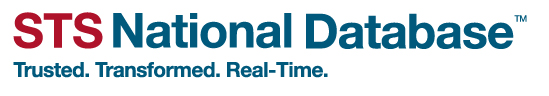 STS National Database™
Trusted. Transformed. Real-Time.